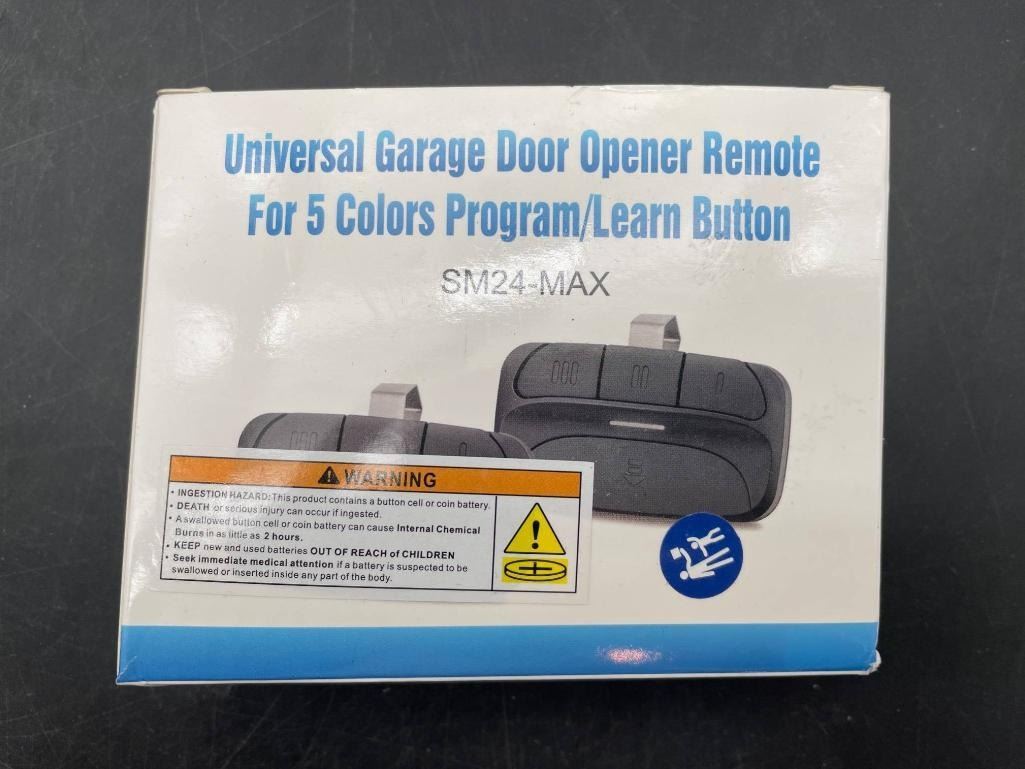 Universal Garage Door Opener Remote
For 5 Colors Program/Learn Button
SM24-MAX
WARNING
• INGESTION HAZARD: This product contains a button cell or coin battery.
• DEATH or serious injury can occur if ingested.
• A swallowed button cell or coin battery can cause Internal Chemical
Burns in as little as 2 hours.
• KEEP new and used batteries OUT OF REACH of CHILDREN
• Seek immediate medical attention if a battery is suspected to be
swallowed or inserted inside any part of the body.